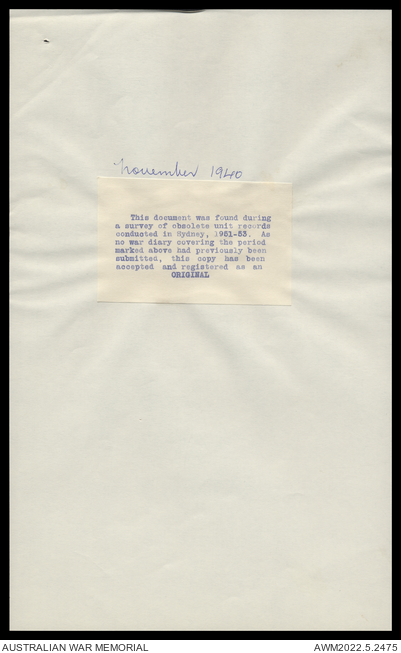 November 1940
This document was found during
a survey of obsolete unit records
conducted in Sydney, 1951-53. As
no war diary covering the period
marked above had previously been
submitted, this copy has been
accepted and registered as an
ORIGINAL
AUSTRALIAN WAR MEMORIAL
AWM2022.5.2475